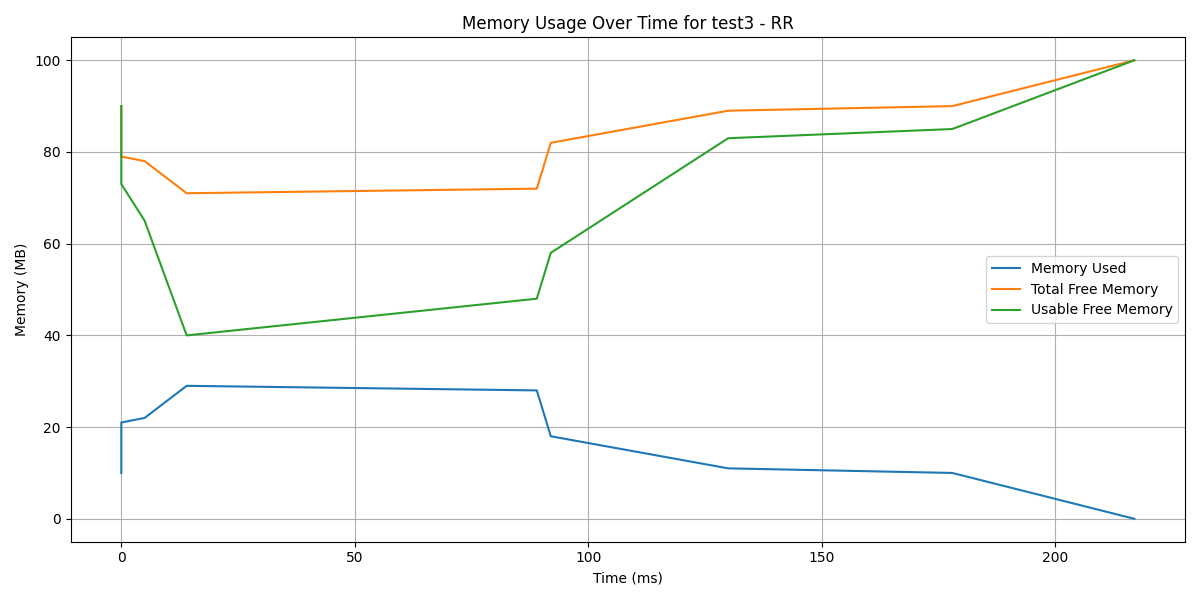 Memory Usage Over Time for test3 - RR
Memory (MB)
100
80
60
40
20
0
Memory Used
Total Free Memory
Usable Free Memory
0 50 100 150 200
Time (ms)